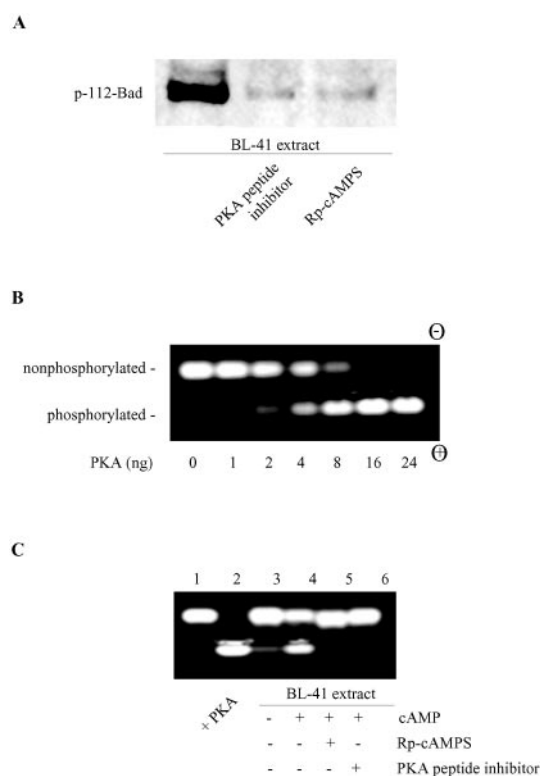 A
p-112-Bad
BL-41 extract
PKA peptide
inhibitor
Rp-cAMPS
B
⊖
nonphosphorylated -
phosphorylated -
⊕
PKA (ng) 0 1 2 4 8 16 24
C
1 2 3 4 5 6
+ PKA
BL-41 extract
- + + + cAMP
- - + - Rp-cAMPS
- - - + PKA peptide inhibitor